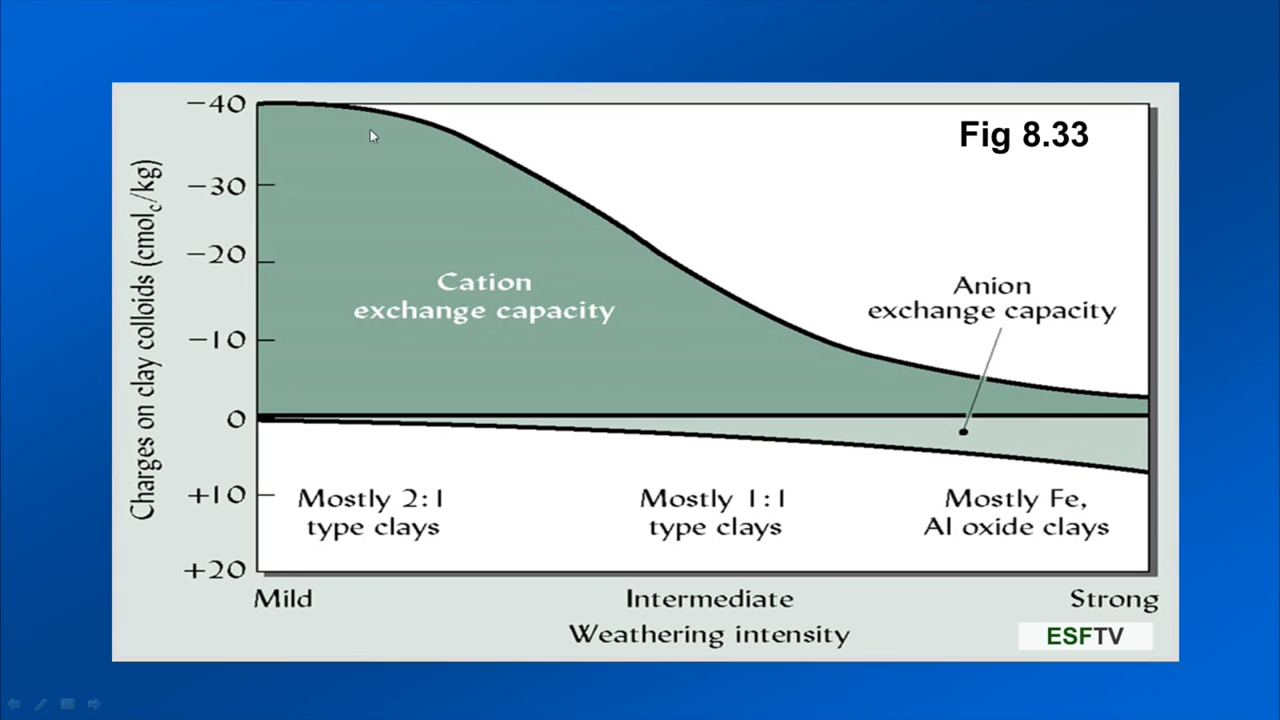 Fig 8.33
Charges on clay colloids (cmolc/kg)
−40
−30
−20
−10
0
+10
+20
Cation
exchange capacity
Anion
exchange capacity
Mostly 2:1
type clays
Mostly 1:1
type clays
Mostly Fe,
Al oxide clays
Mild
Intermediate
Strong
Weathering intensity
ESFTV